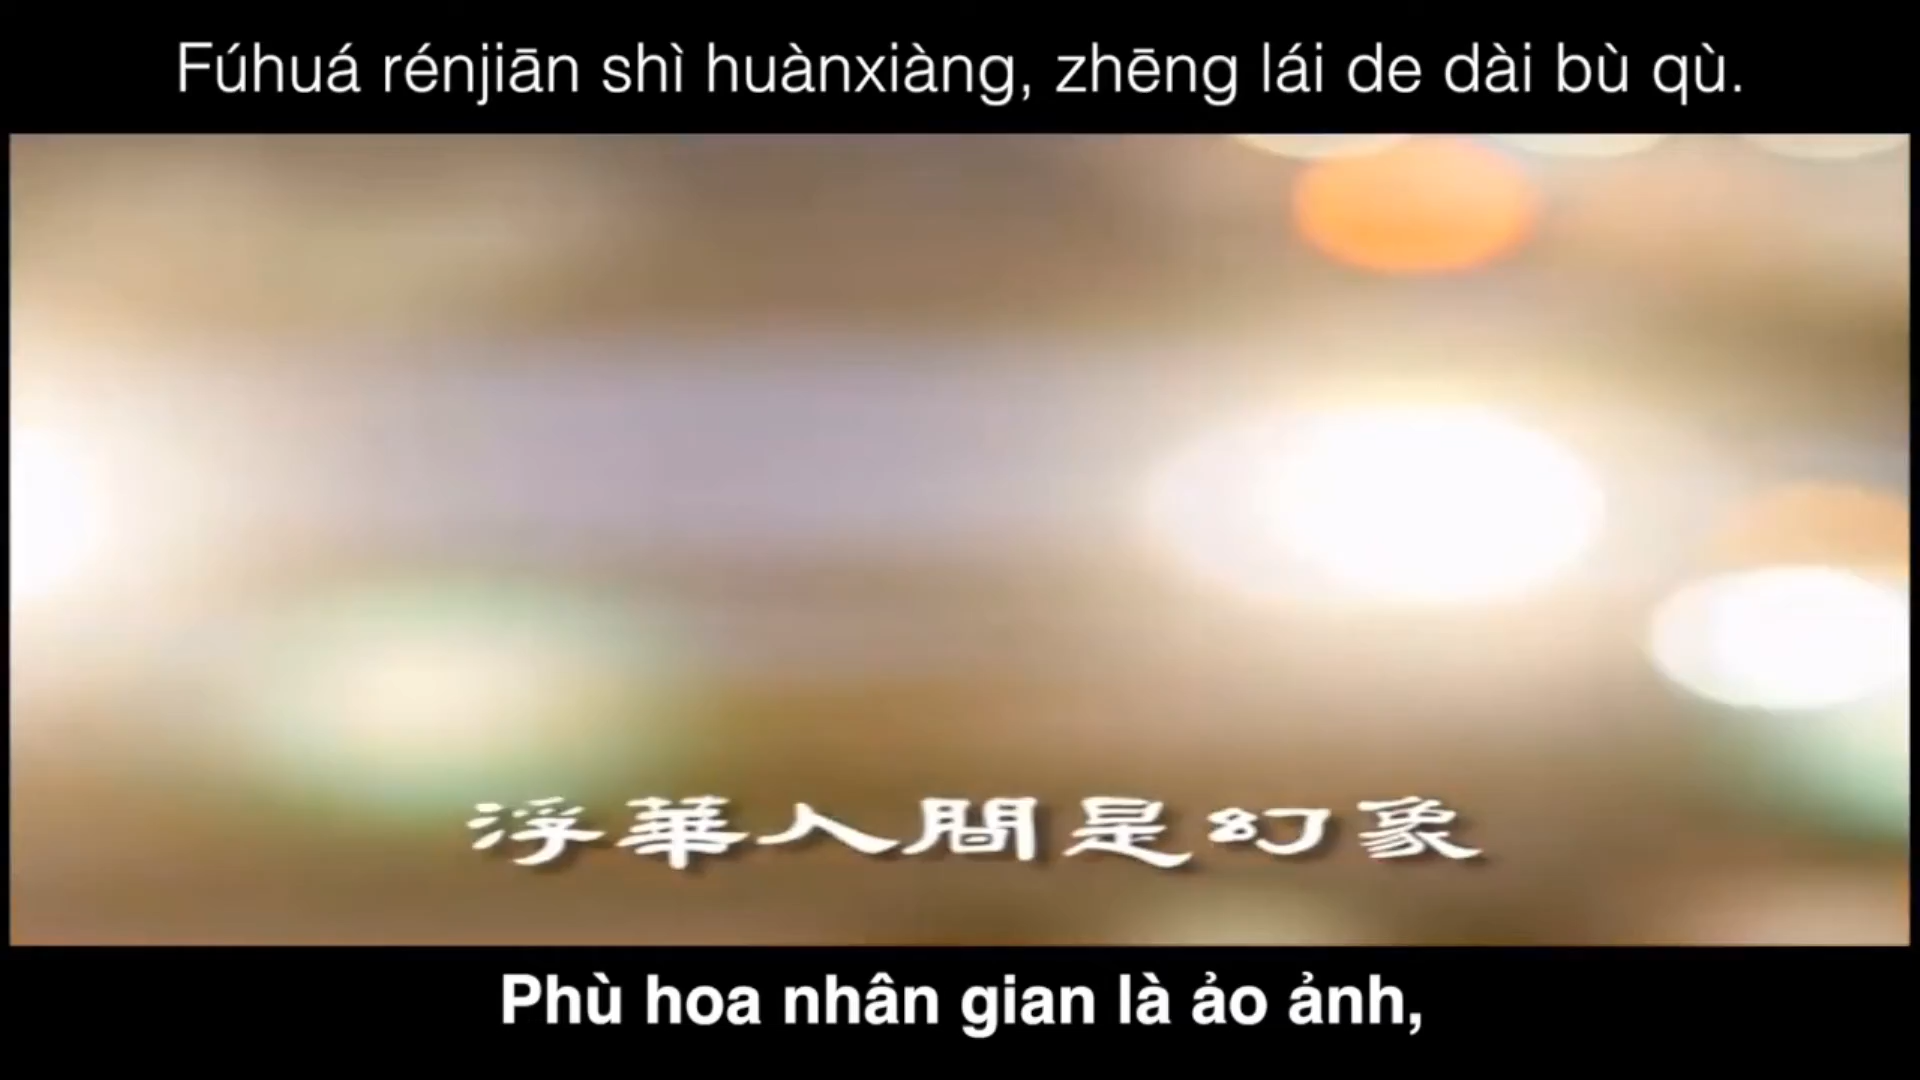 Fúhuá rénjiān shì huànxiàng, zhēng lái de dài bù qù.
浮華人間是幻象
Phù hoa nhân gian là ảo ảnh,